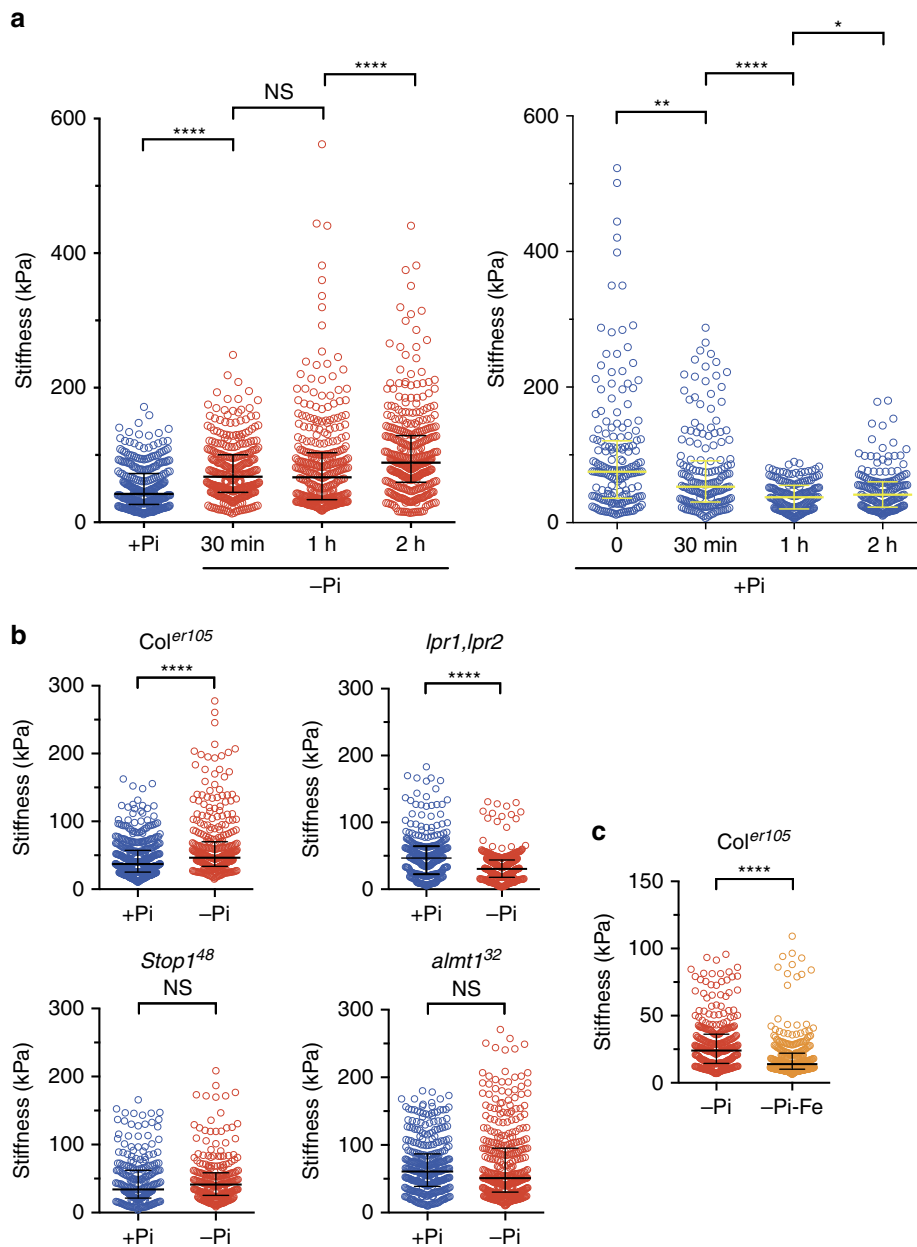 a
Stiffness (kPa)
600
400
200
0
****
NS
****
+Pi
30 min
1 h
2 h
–Pi
Stiffness (kPa)
600
400
200
0
**
****
*
0
30 min
1 h
2 h
+Pi
b
Col^er105
Stiffness (kPa)
300
200
100
0
****
+Pi
–Pi
lpr1,lpr2
Stiffness (kPa)
300
200
100
0
****
+Pi
–Pi
Stop1^48
Stiffness (kPa)
300
200
100
0
NS
+Pi
–Pi
almt1^32
Stiffness (kPa)
300
200
100
0
NS
+Pi
–Pi
c
Col^er105
Stiffness (kPa)
150
100
50
0
****
–Pi
–Pi-Fe